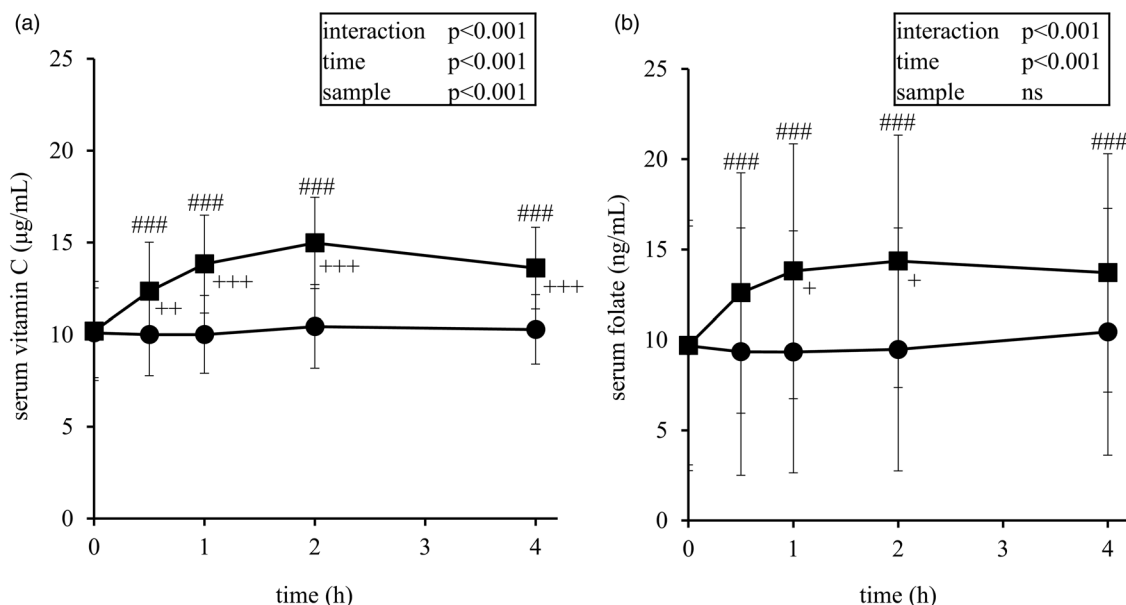 (a)
interaction p<0.001
time p<0.001
sample p<0.001
25
20
15
10
5
0
serum vitamin C (μg/mL)
###
###
###
###
++
+++
+++
+++
0 1 2 3 4
time (h)
(b)
interaction p<0.001
time p<0.001
sample ns
25
20
15
10
5
0
serum folate (ng/mL)
###
###
###
###
+
+
0 1 2 3 4
time (h)